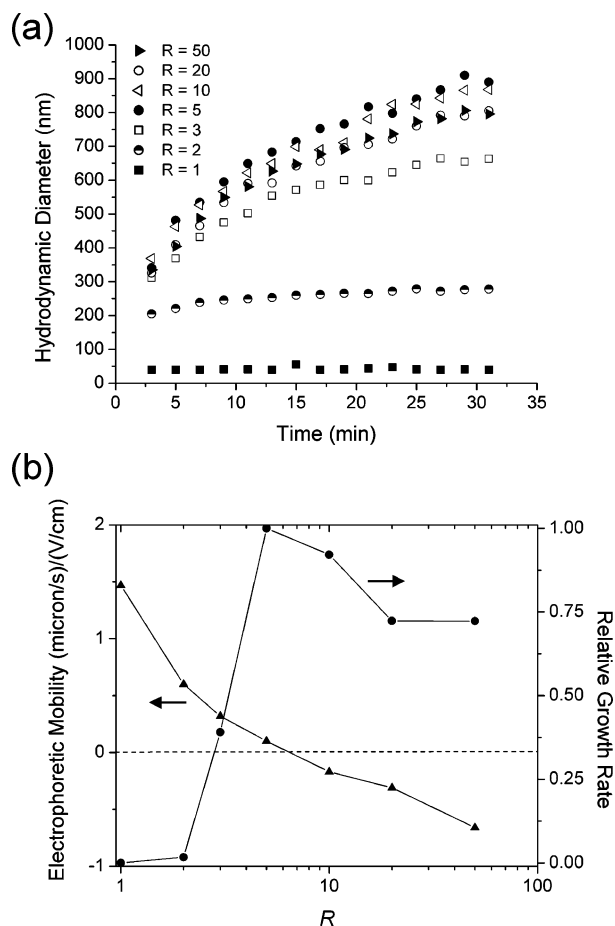 (a)
1000
900
800
700
600
500
400
300
200
100
0
Hydrodynamic Diameter (nm)
R = 50
R = 20
R = 10
R = 5
R = 3
R = 2
R = 1
0 5 10 15 20 25 30 35
Time (min)
(b)
2
1
0
-1
Electrophoretic Mobility (micron/s)/(V/cm)
1.00
0.75
0.50
0.25
0.00
Relative Growth Rate
1 10 100
R